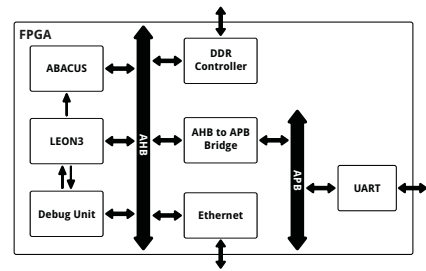 FPGA
ABACUS
DDR
Controller
LEON3
AHB
AHB to APB
Bridge
APB
UART
Debug Unit
Ethernet